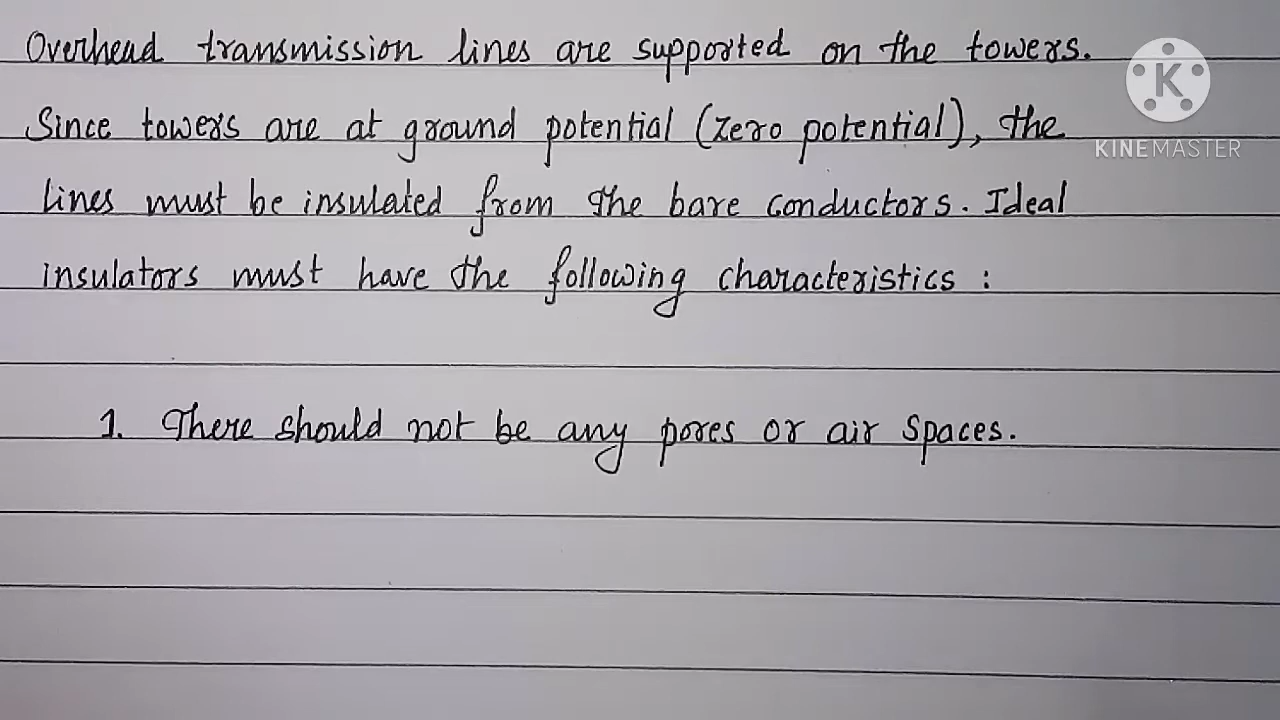 Overhead transmission lines are supported on the towers.
Since towers are at ground potential (zero potential), the
lines must be insulated from the bare conductors. Ideal
insulators must have the following characteristics :
1. There should not be any pores or air spaces.
K
KINEMASTER